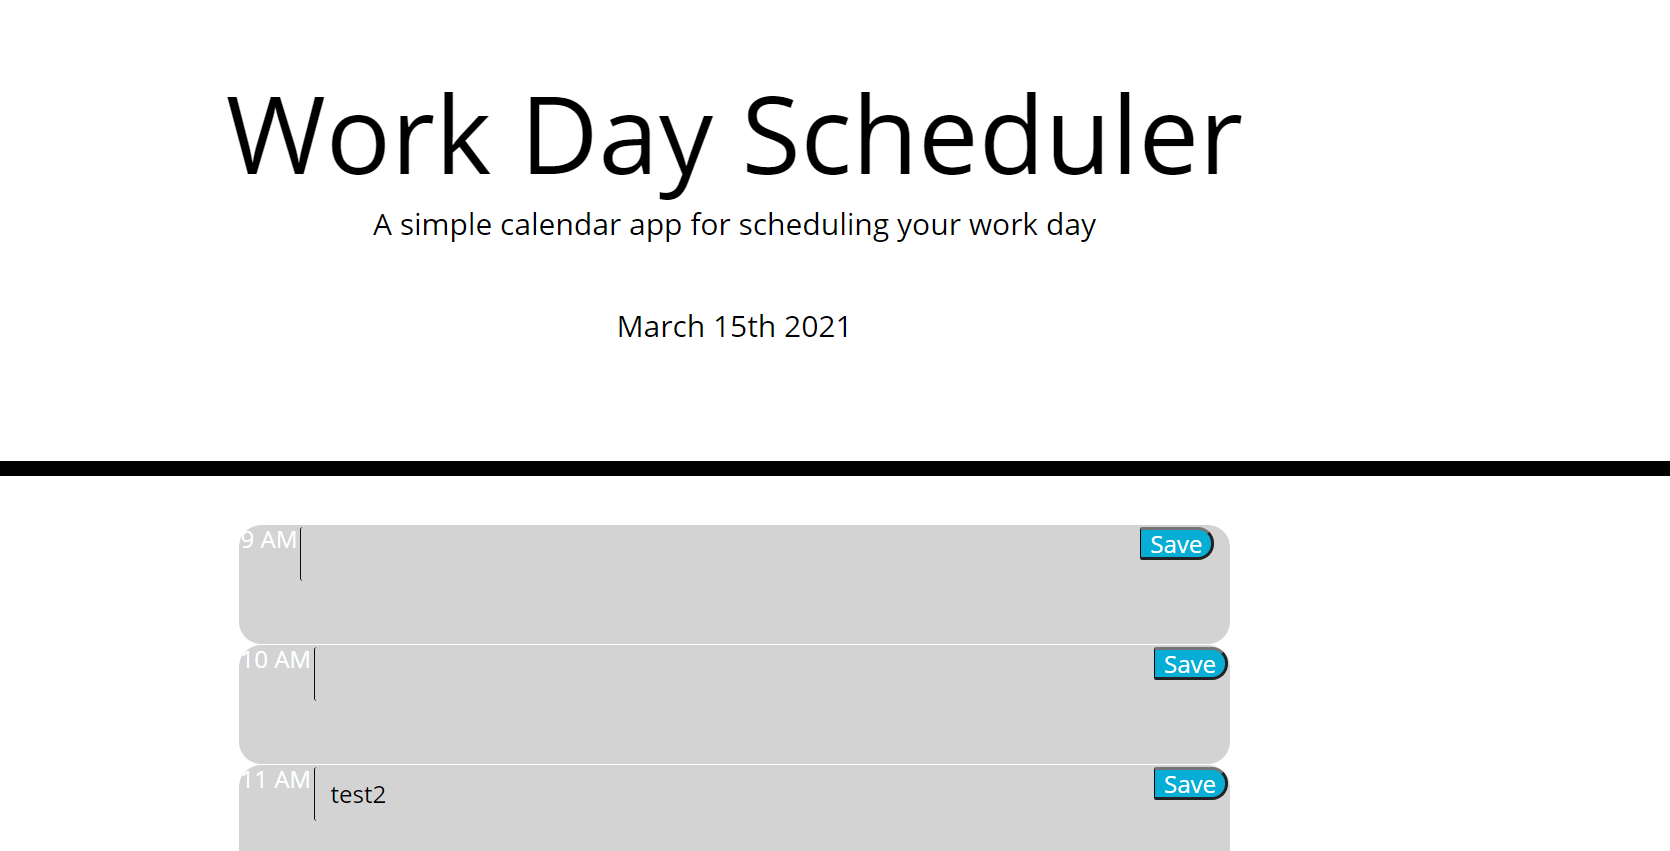 Work Day Scheduler
A simple calendar app for scheduling your work day
March 15th 2021
9 AM Save
10 AM Save
11 AM test2 Save